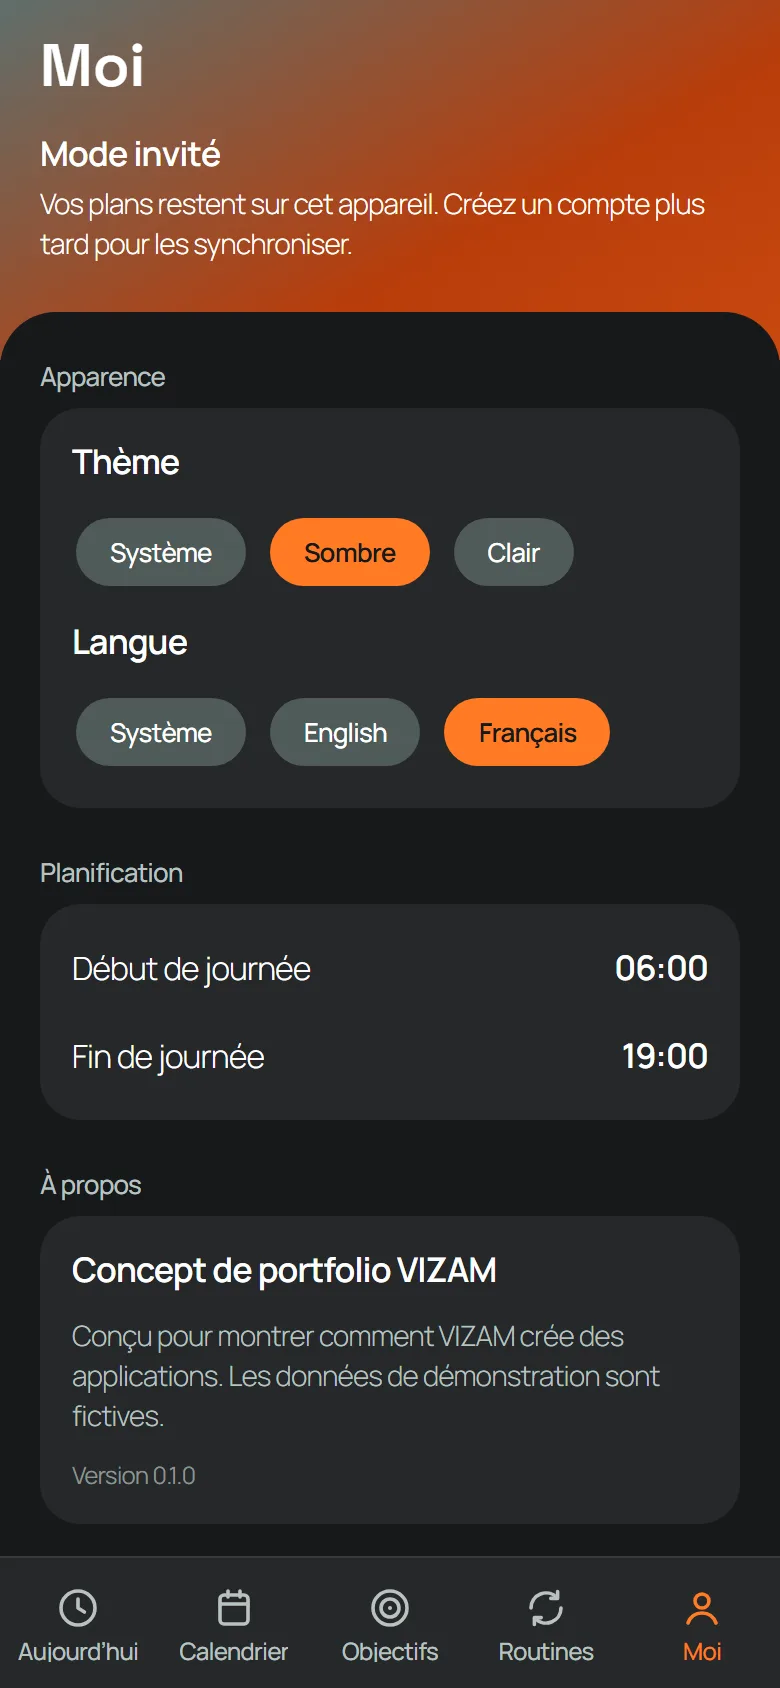 Moi
Mode invité
Vos plans restent sur cet appareil. Créez un compte plus
tard pour les synchroniser.
Apparence
Thème
Système
Sombre
Clair
Langue
Système
English
Français
Planification
Début de journée
06:00
Fin de journée
19:00
À propos
Concept de portfolio VIZAM
Conçu pour montrer comment VIZAM crée des
applications. Les données de démonstration sont
fictives.
Version 0.1.0
Aujourd’hui
Calendrier
Objectifs
Routines
Moi